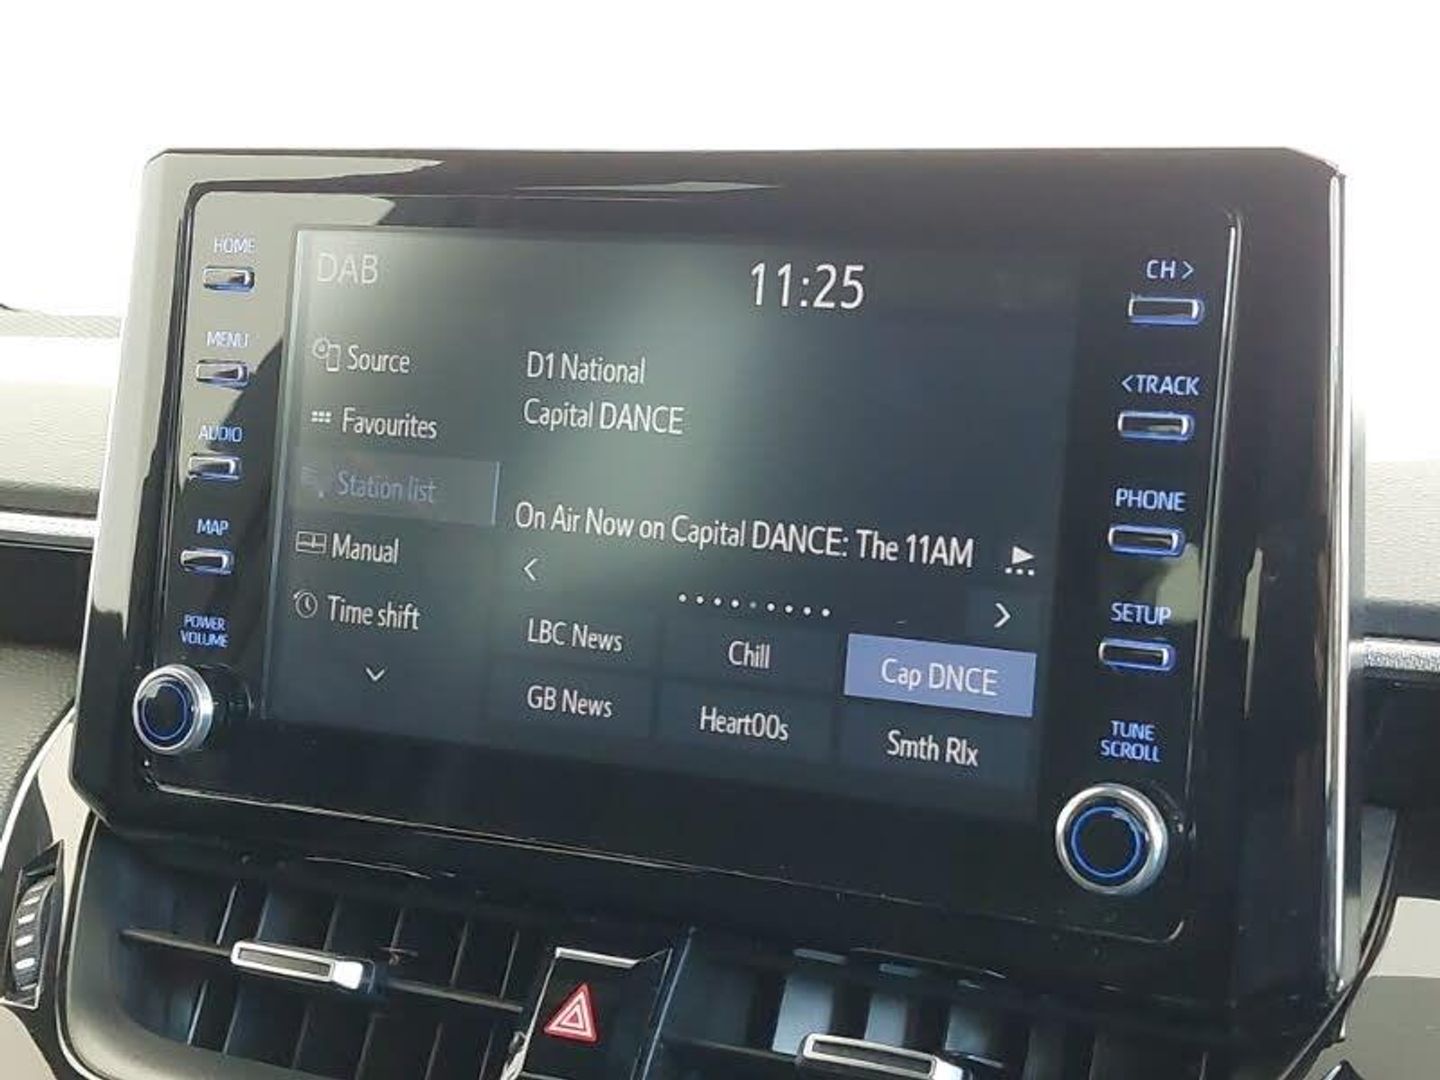 HOME
MENU
AUDIO
MAP
POWER
VOLUME
DAB
11:25
Source
Favourites
Station list
Manual
Time shift
D1 National
Capital DANCE
On Air Now on Capital DANCE: The 11AM
LBC News
Chill
Cap DNCE
GB News
Heart00s
Smth Rlx
CH>
<TRACK
PHONE
SETUP
TUNE
SCROLL